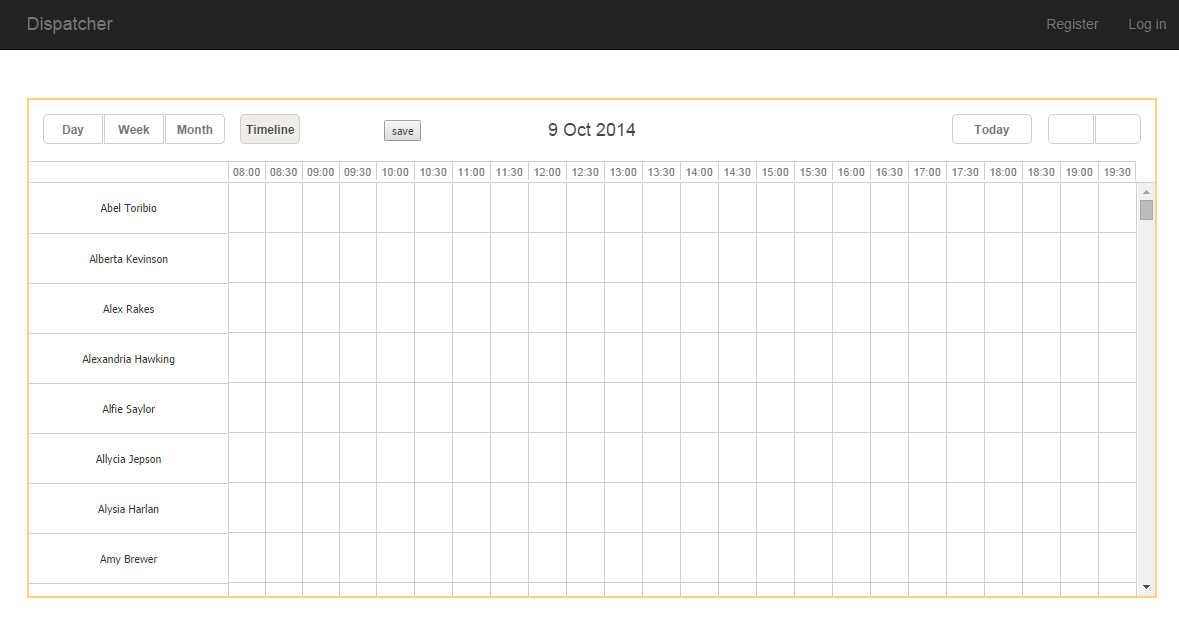 Dispatcher Register Log in
Day Week Month Timeline save 9 Oct 2014 Today
08:00 08:30 09:00 09:30 10:00 10:30 11:00 11:30 12:00 12:30 13:00 13:30 14:00 14:30 15:00 15:30 16:00 16:30 17:00 17:30 18:00 18:30 19:00 19:30
Abel Toribio
Alberta Kevinson
Alex Rakes
Alexandria Hawking
Alfie Saylor
Allycia Jepson
Alysia Harlan
Amy Brewer